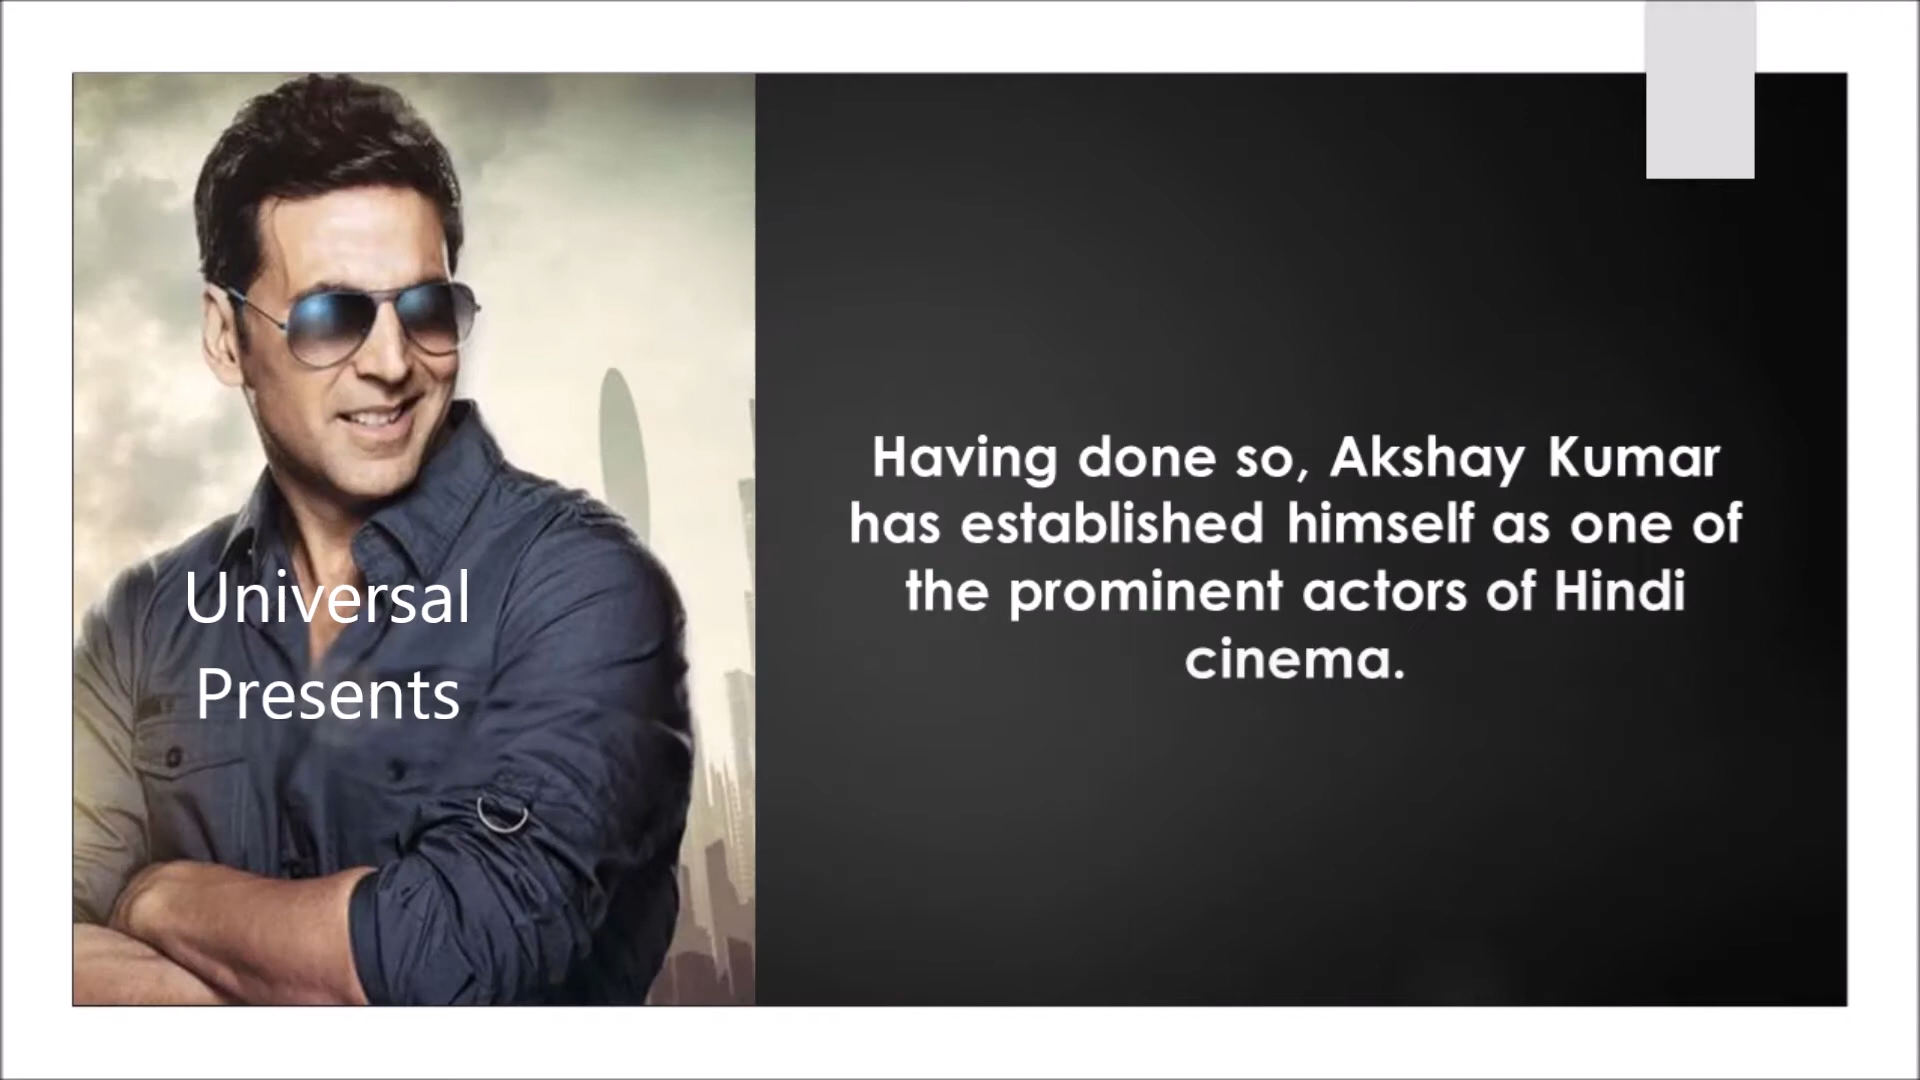 Universal
Presents
Having done so, Akshay Kumar
has established himself as one of
the prominent actors of Hindi
cinema.